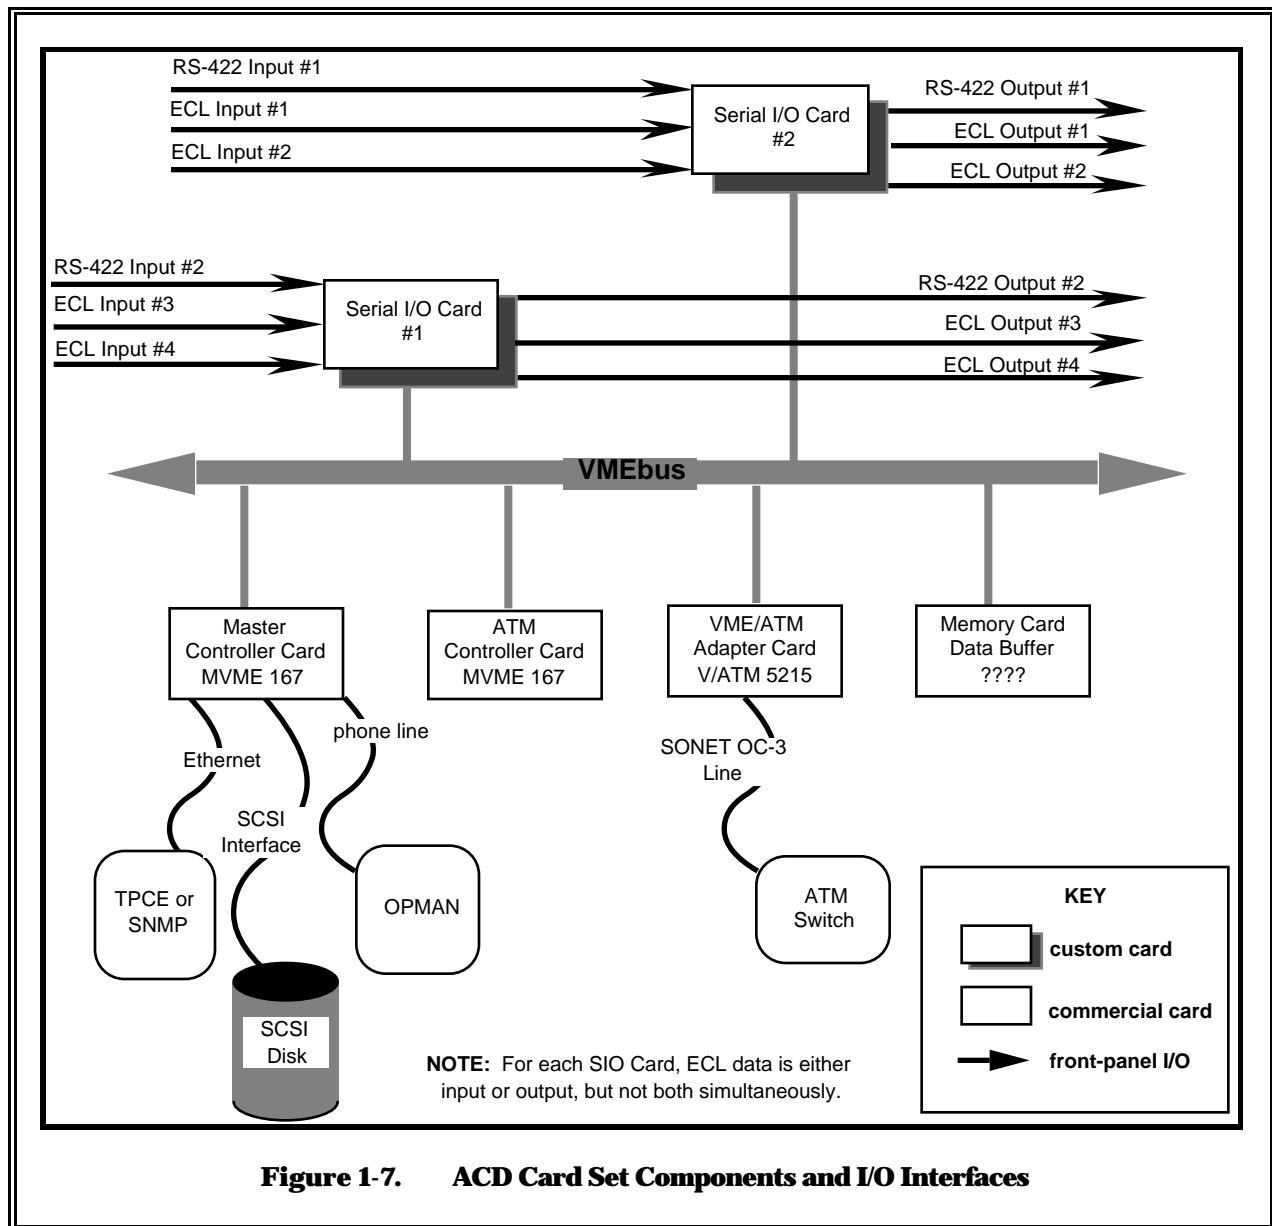 RS-422 Input #1
ECL Input #1
ECL Input #2
Serial I/O Card
#2
RS-422 Output #1
ECL Output #1
ECL Output #2
RS-422 Input #2
ECL Input #3
ECL Input #4
Serial I/O Card
#1
RS-422 Output #2
ECL Output #3
ECL Output #4
VMEbus
Master
Controller Card
MVME 167
ATM
Controller Card
MVME 167
VME/ATM
Adapter Card
V/ATM 5215
Memory Card
Data Buffer
????
Ethernet
SCSI
Interface
phone line
SONET OC-3
Line
TPCE or
SNMP
OPMAN
ATM
Switch
SCSI
Disk
KEY
custom card
commercial card
front-panel I/O
NOTE: For each SIO Card, ECL data is either
input or output, but not both simultaneously.
Figure 1-7. ACD Card Set Components and I/O Interfaces